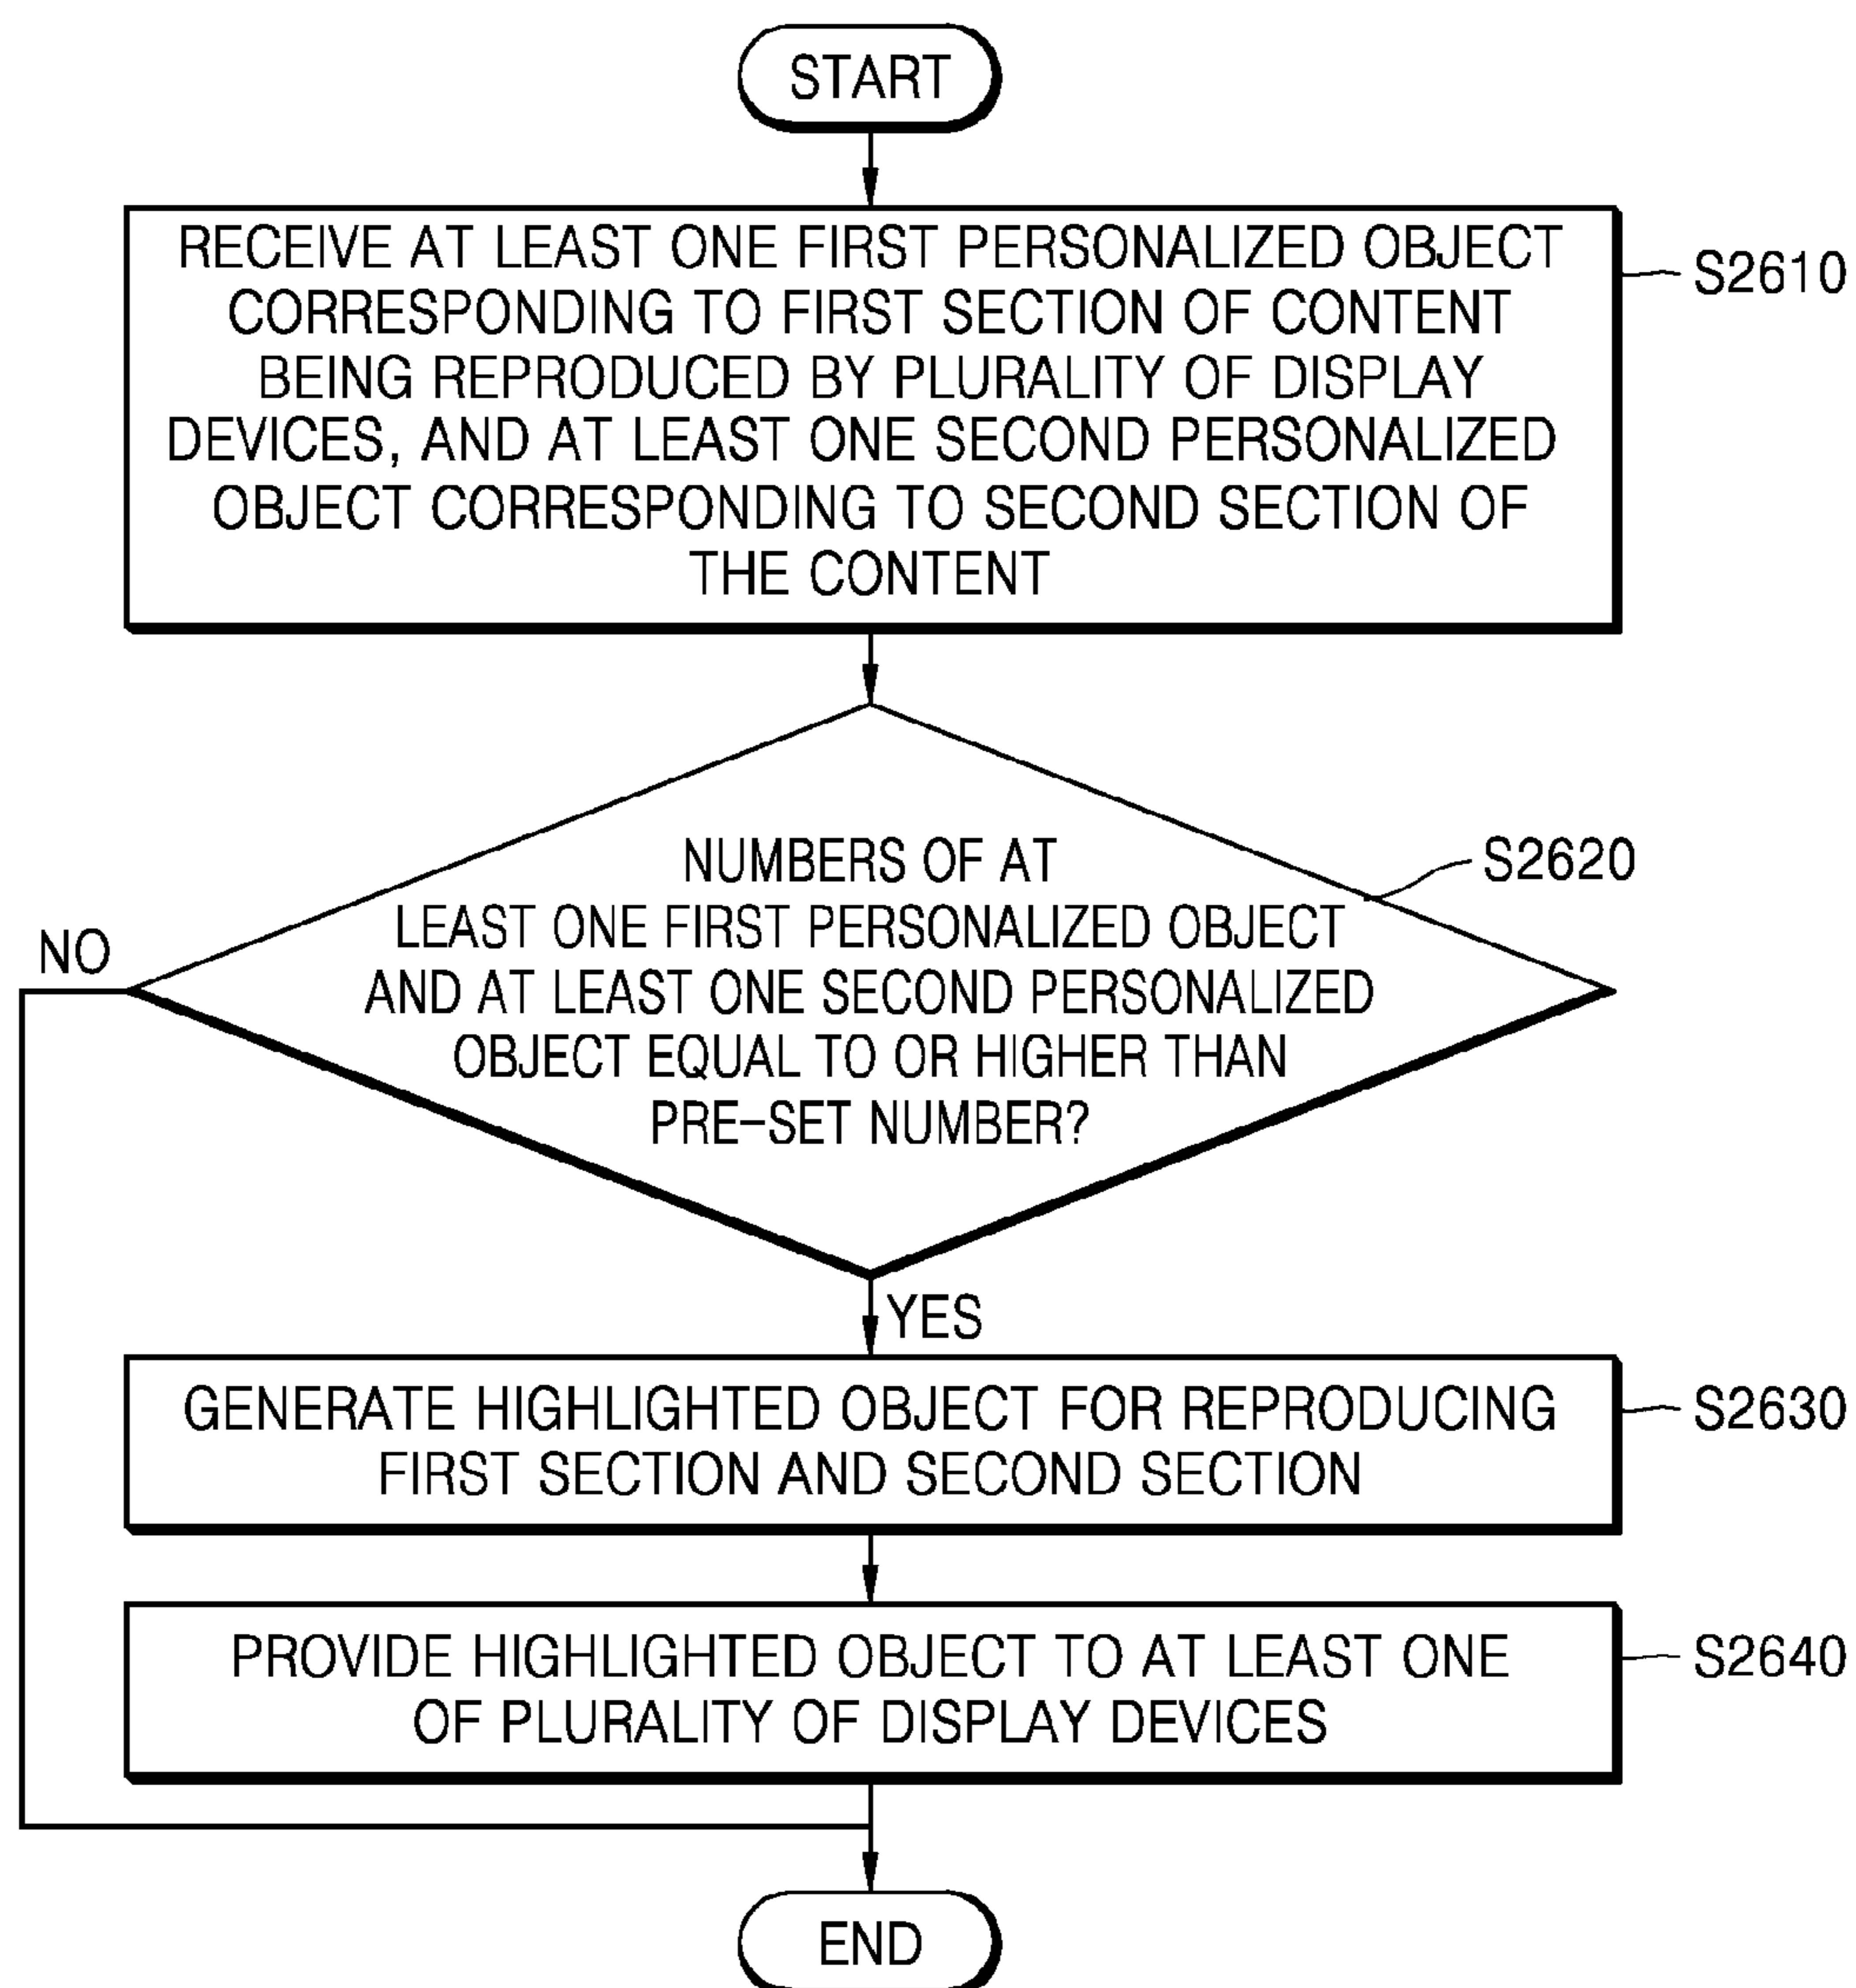 START
RECEIVE AT LEAST ONE FIRST PERSONALIZED OBJECT
CORRESPONDING TO FIRST SECTION OF CONTENT
BEING REPRODUCED BY PLURALITY OF DISPLAY
DEVICES, AND AT LEAST ONE SECOND PERSONALIZED
OBJECT CORRESPONDING TO SECOND SECTION OF
THE CONTENT
S2610
NUMBERS OF AT
LEAST ONE FIRST PERSONALIZED OBJECT
AND AT LEAST ONE SECOND PERSONALIZED
OBJECT EQUAL TO OR HIGHER THAN
PRE-SET NUMBER?
S2620
NO
YES
GENERATE HIGHLIGHTED OBJECT FOR REPRODUCING
FIRST SECTION AND SECOND SECTION
S2630
PROVIDE HIGHLIGHTED OBJECT TO AT LEAST ONE
OF PLURALITY OF DISPLAY DEVICES
S2640
END